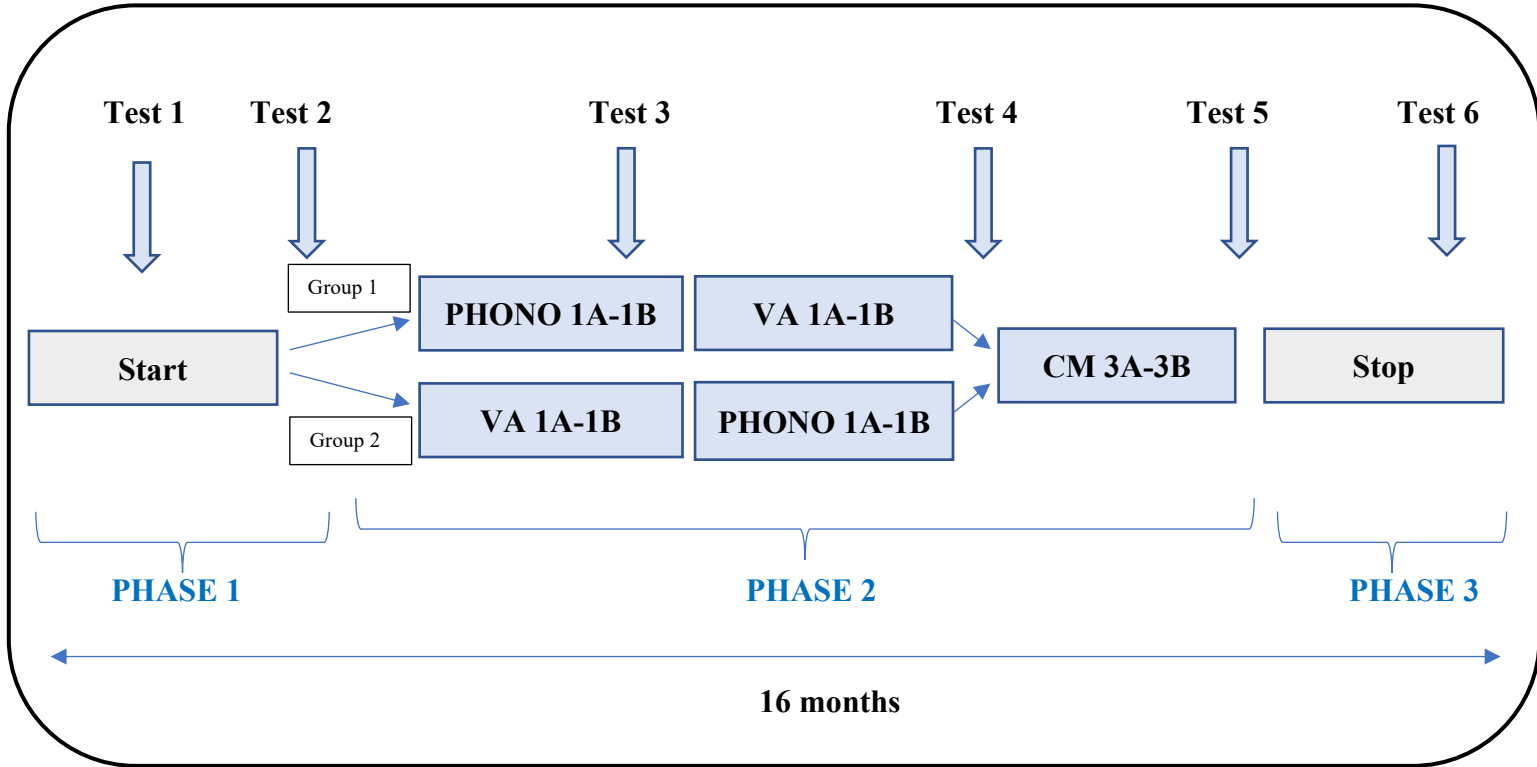 Test 1
Test 2
Test 3
Test 4
Test 5
Test 6
Group 1
PHONO 1A-1B
VA 1A-1B
Start
CM 3A-3B
Stop
Group 2
VA 1A-1B
PHONO 1A-1B
PHASE 1
PHASE 2
PHASE 3
16 months